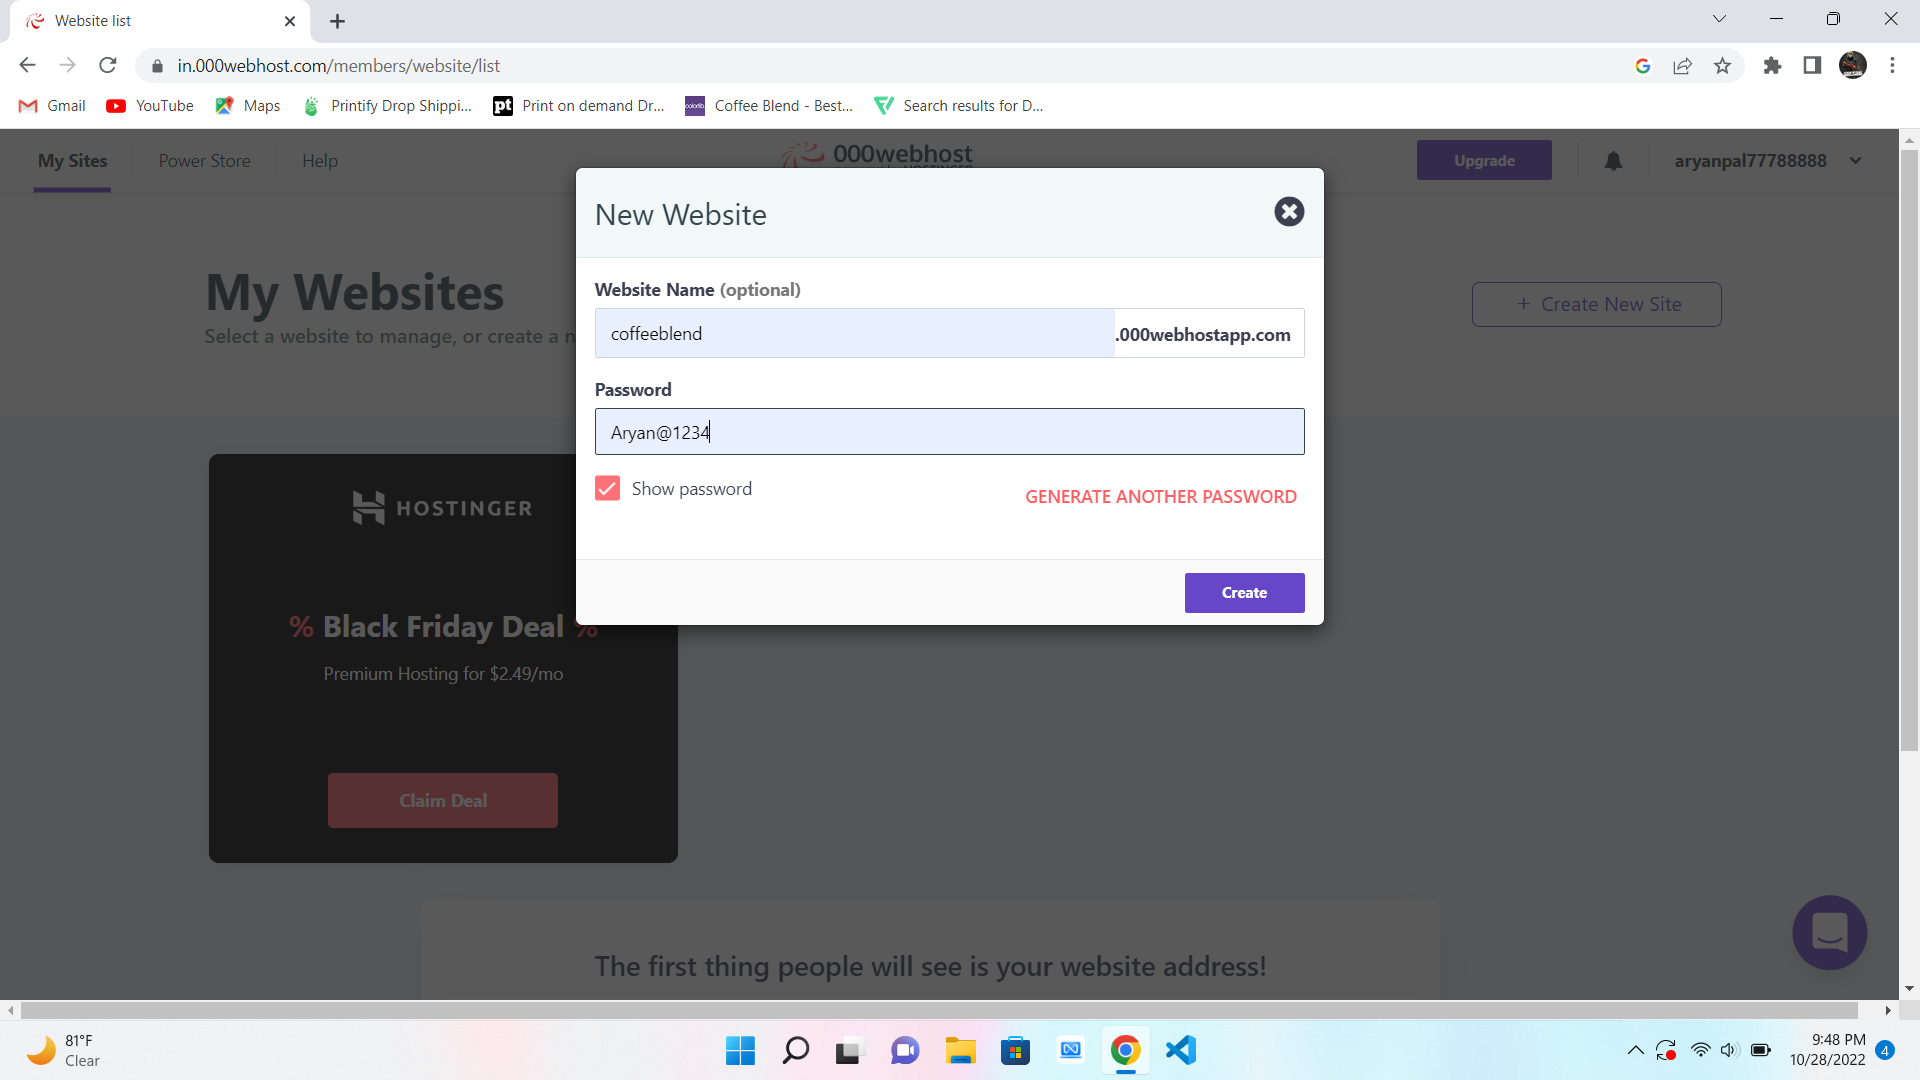 Website list
in.000webhost.com/members/website/list
Gmail
YouTube
Maps
Printify Drop Shippi...
pt
Print on demand Dr...
colorlib
Coffee Blend - Best...
Search results for D...
My Sites
Power Store
Help
000webhost
Upgrade
aryanpal77788888
New Website
My Websites
Select a website to manage, or create a n
+ Create New Site
Website Name (optional)
coffeeblend
.000webhostapp.com
Password
Aryan@1234
Show password
GENERATE ANOTHER PASSWORD
Create
HOSTINGER
% Black Friday Deal %
Premium Hosting for $2.49/mo
Claim Deal
The first thing people will see is your website address!
81°F
Clear
9:48 PM
10/28/2022
4